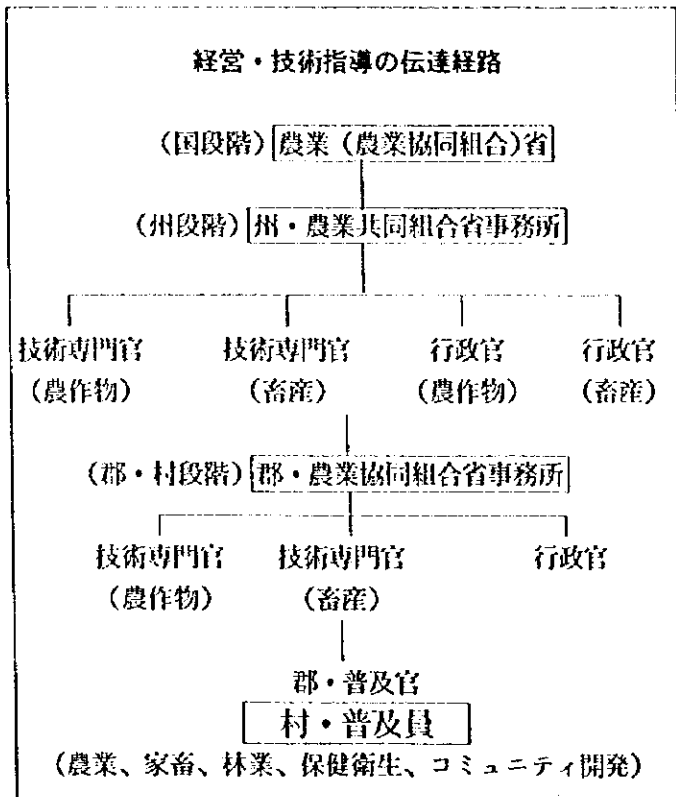 経営・技術指導の伝達経路
(国段階) 農業(農業協同組合)省
(州段階) 州・農業共同組合省事務所
技術専門官 技術専門官 行政官 行政官
(農作物) (畜産) (農作物) (畜産)
(郡・村段階) 郡・農業協同組合省事務所
技術専門官 技術専門官 行政官
(農作物) (畜産)
郡・普及官
村・普及員
(農業、家畜、林業、保健衛生、コミュニティ開発)